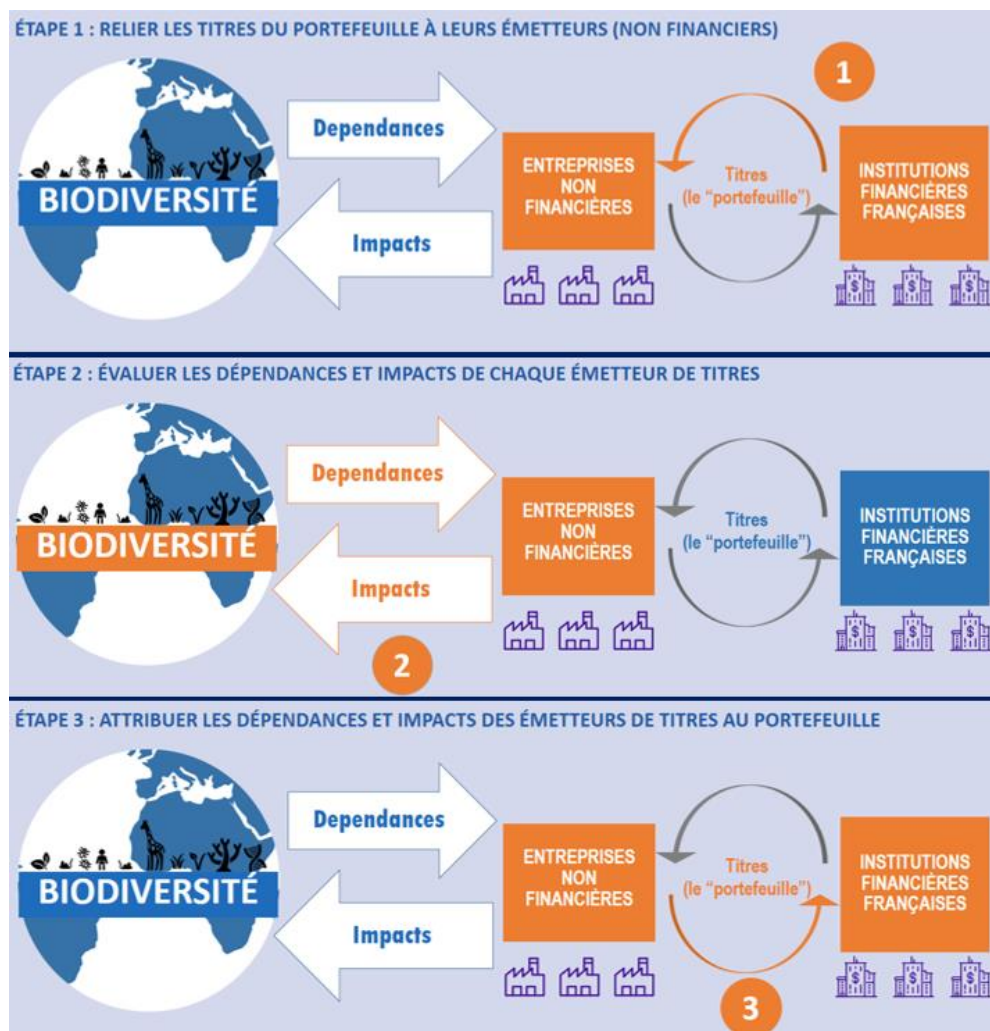 ÉTAPE 1 : RELIER LES TITRES DU PORTEFEUILLE À LEURS ÉMETTEURS (NON FINANCIERS)
1
Dependances
BIODIVERSITÉ
Impacts
ENTREPRISES
NON
FINANCIÈRES
Titres
(le “portefeuille”)
INSTITUTIONS
FINANCIÈRES
FRANÇAISES
$ $ $
ÉTAPE 2 : ÉVALUER LES DÉPENDANCES ET IMPACTS DE CHAQUE ÉMETTEUR DE TITRES
Dependances
BIODIVERSITÉ
Impacts
2
ENTREPRISES
NON
FINANCIÈRES
Titres
(le “portefeuille”)
INSTITUTIONS
FINANCIÈRES
FRANÇAISES
$ $ $
ÉTAPE 3 : ATTRIBUER LES DÉPENDANCES ET IMPACTS DES ÉMETTEURS DE TITRES AU PORTEFEUILLE
Dependances
BIODIVERSITÉ
Impacts
ENTREPRISES
NON
FINANCIÈRES
Titres
(le “portefeuille”)
3
INSTITUTIONS
FINANCIÈRES
FRANÇAISES
$ $ $